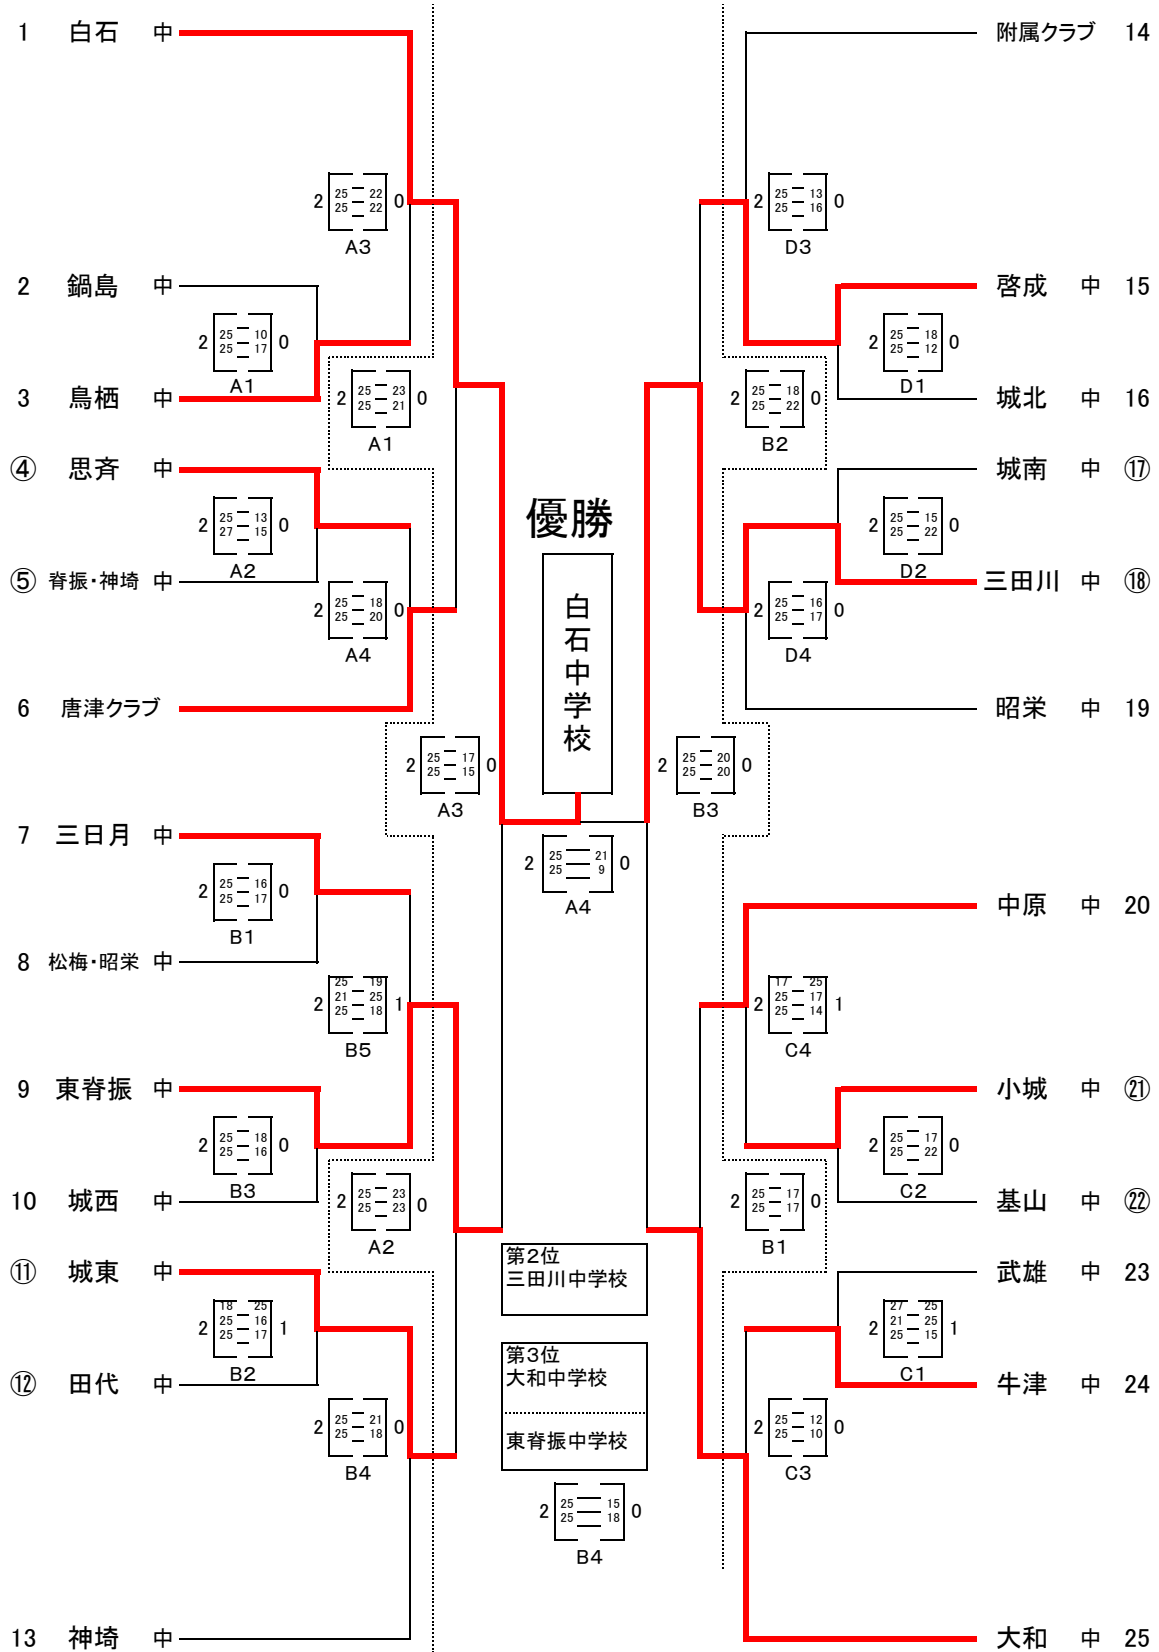 1 白石 中
2 25 22 0
25 22
A3
2 鍋島 中
2 25 10 0
25 17
A1
3 鳥栖 中
2 25 23 0
25 21
A1
④ 思斉 中
2 25 13 0
27 15
A2
⑤ 脊振・神埼 中
2 25 18 0
25 20
A4
6 唐津クラブ
2 25 17 0
25 15
A3
7 三日月 中
2 25 16 0
25 17
B1
8 松梅・昭栄 中
25 19
2 21 25 1
25 18
B5
9 東脊振 中
2 25 18 0
25 16
B3
10 城西 中
2 25 23 0
25 23
A2
⑪ 城東 中
18 25
2 25 16 1
25 17
B2
⑫ 田代 中
2 25 21 0
25 18
B4
13 神埼 中
優勝
白石中学校
2 25 21 0
25 9
A4
第2位
三田川中学校
第3位
大和中学校
東脊振中学校
2 25 15 0
25 18
B4
附属クラブ 14
2 25 13 0
25 16
D3
啓成 中 15
2 25 18 0
25 12
D1
城北 中 16
2 25 18 0
25 22
B2
城南 中 ⑰
2 25 15 0
25 22
D2
三田川 中 ⑱
2 25 16 0
25 17
D4
昭栄 中 19
2 25 20 0
25 20
B3
中原 中 20
17 25
2 25 17 1
25 14
C4
小城 中 ㉑
2 25 17 0
25 22
C2
基山 中 ㉒
2 25 17 0
25 17
B1
武雄 中 23
27 25
2 21 25 1
25 15
C1
牛津 中 24
2 25 12 0
25 10
C3
大和 中 25